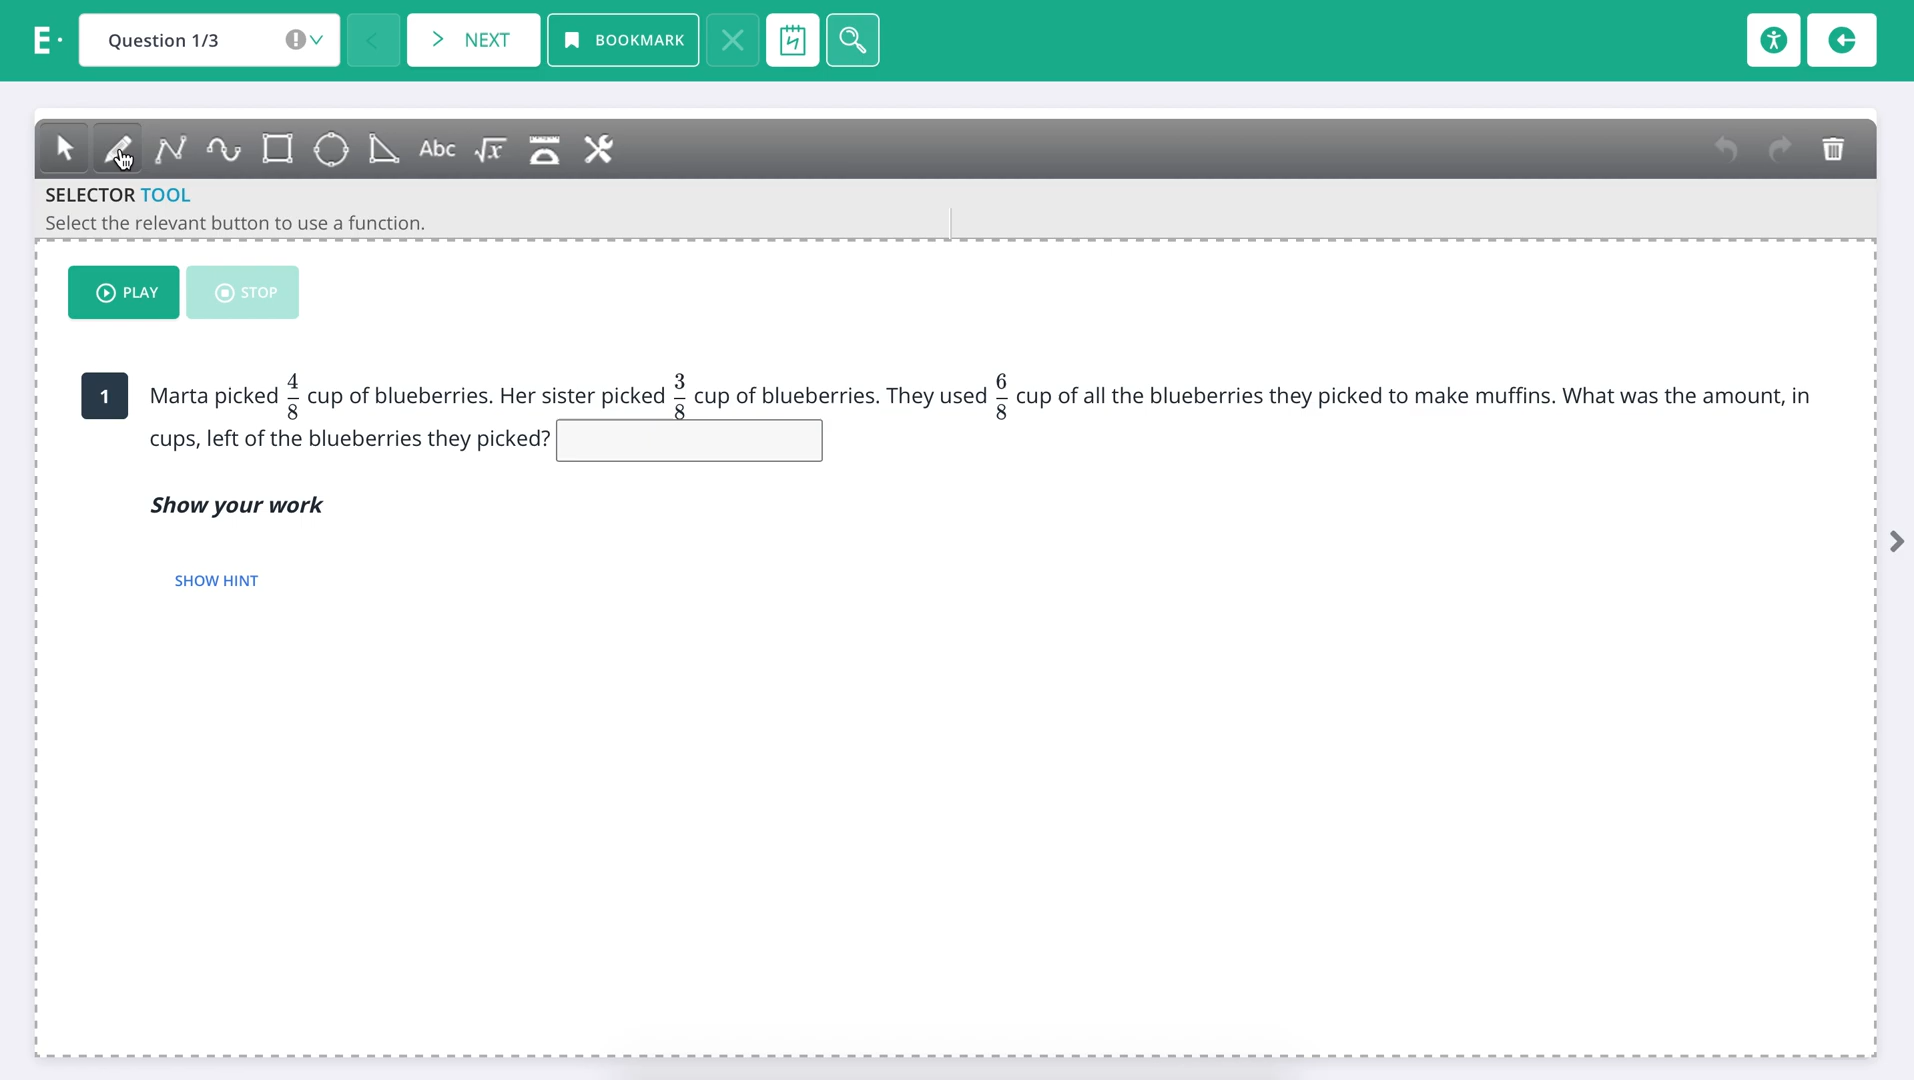 E· Question 1/3 NEXT BOOKMARK
Abc √x
SELECTOR TOOL
Select the relevant button to use a function.
PLAY STOP
1 Marta picked 4/8 cup of blueberries. Her sister picked 3/8 cup of blueberries. They used 6/8 cup of all the blueberries they picked to make muffins. What was the amount, in
cups, left of the blueberries they picked?
Show your work
SHOW HINT